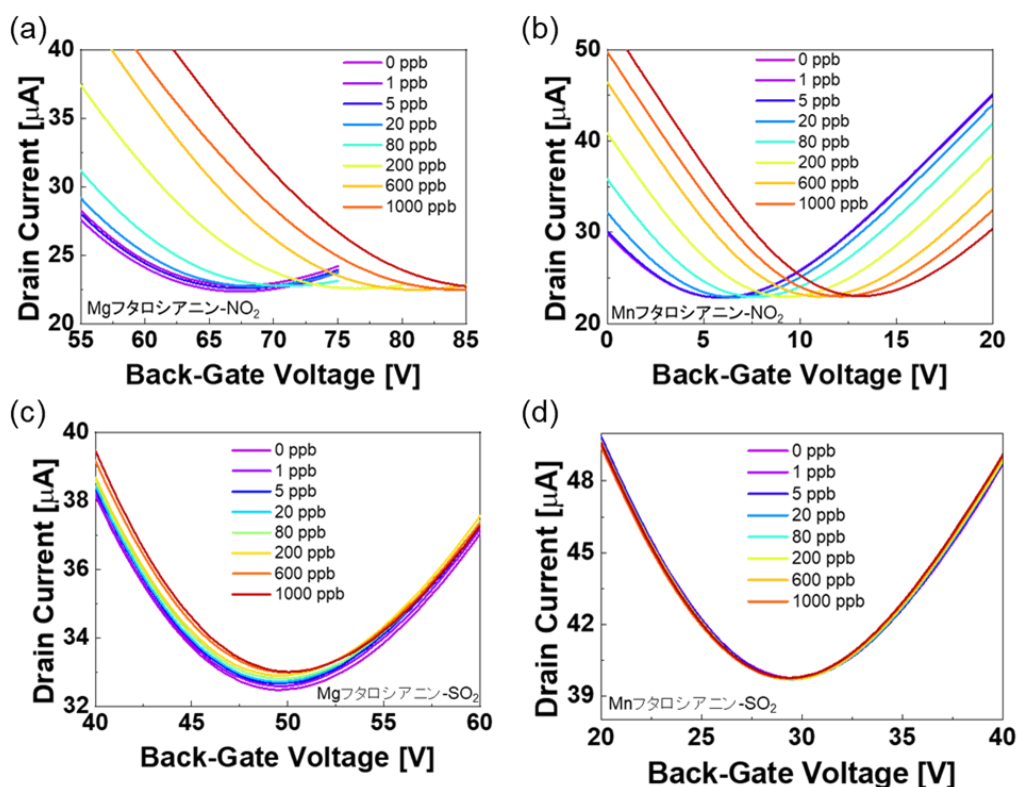 (a)
40
35
30
25
20
Drain Current [μA]
0 ppb
1 ppb
5 ppb
20 ppb
80 ppb
200 ppb
600 ppb
1000 ppb
Mgフタロシアニン-NO₂
55 60 65 70 75 80 85
Back-Gate Voltage [V]
(b)
50
40
30
20
Drain Current [μA]
0 ppb
1 ppb
5 ppb
20 ppb
80 ppb
200 ppb
600 ppb
1000 ppb
Mnフタロシアニン-NO₂
0 5 10 15 20
Back-Gate Voltage [V]
(c)
40
38
36
34
32
Drain Current [μA]
0 ppb
1 ppb
5 ppb
20 ppb
80 ppb
200 ppb
600 ppb
1000 ppb
Mgフタロシアニン-SO₂
40 45 50 55 60
Back-Gate Voltage [V]
(d)
48
45
42
39
Drain Current [μA]
0 ppb
1 ppb
5 ppb
20 ppb
80 ppb
200 ppb
600 ppb
1000 ppb
Mnフタロシアニン-SO₂
20 25 30 35 40
Back-Gate Voltage [V]